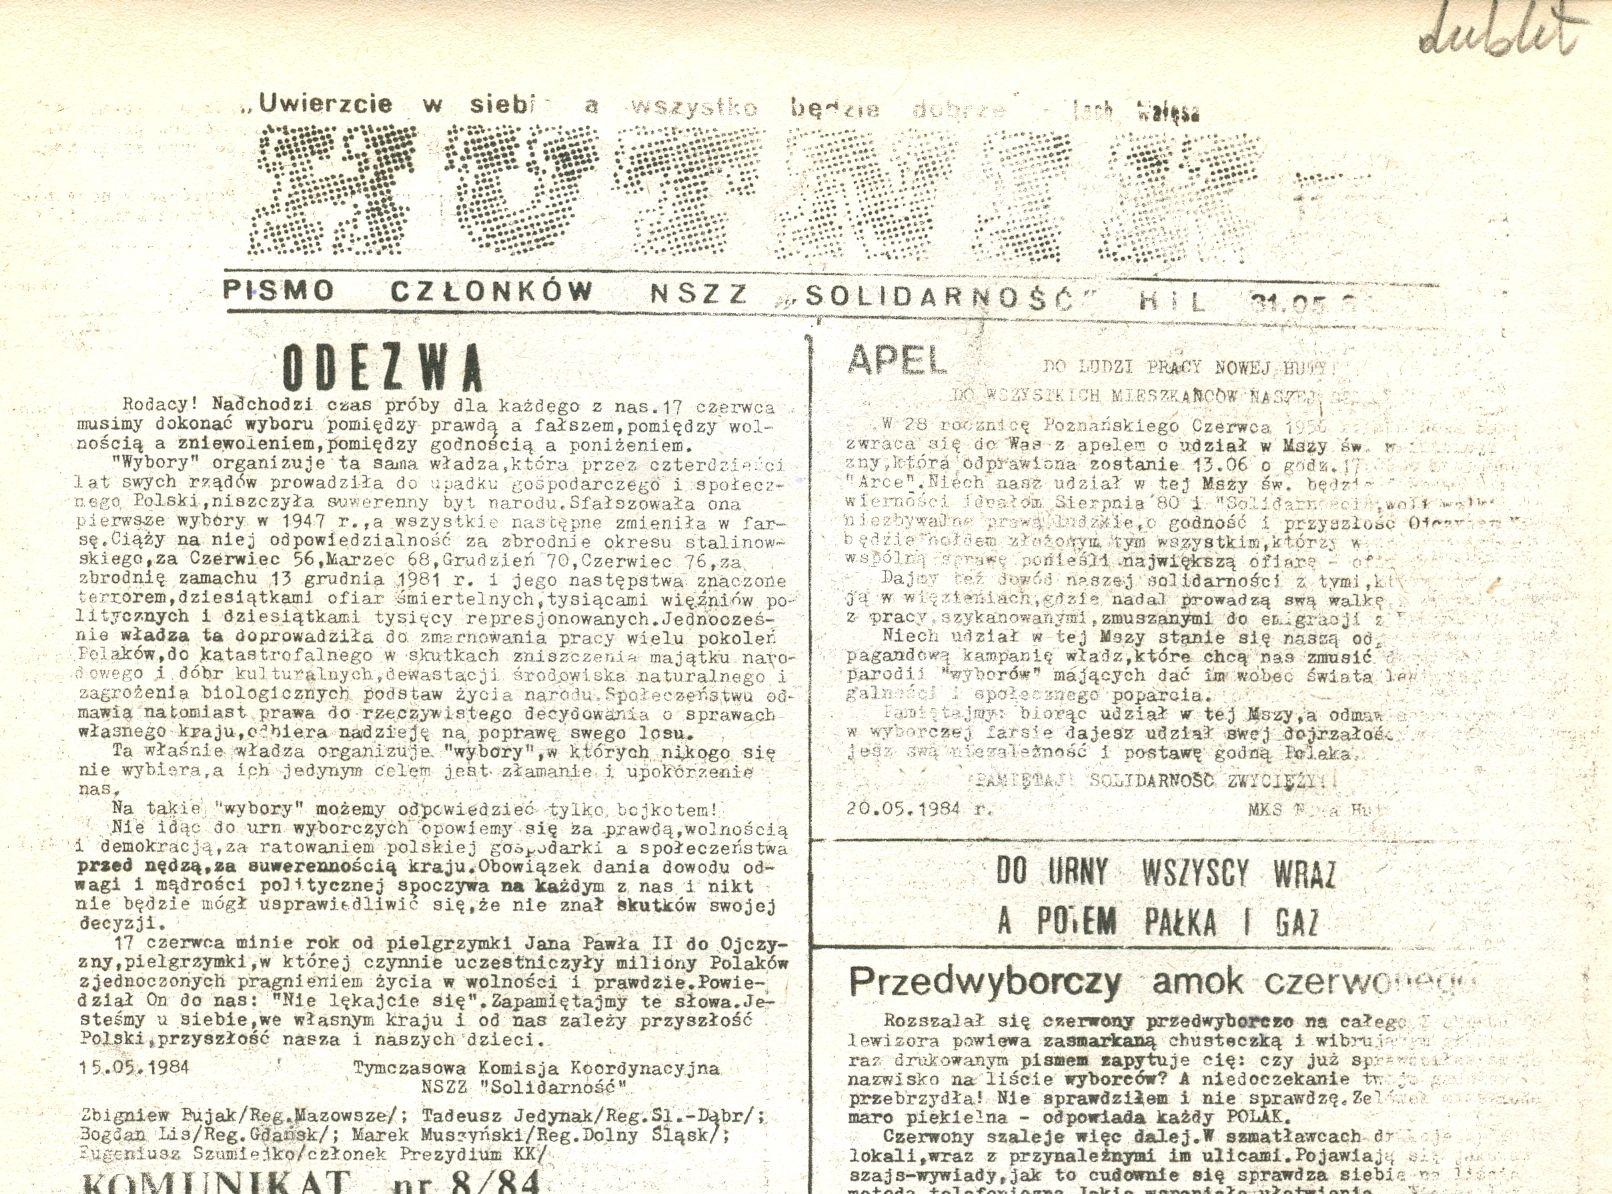 dublet
„Uwierzcie w siebi a wszystko będzie dobrze" - Lech Wałęsa
HUTNIK
PISMO CZŁONKÓW NSZZ „SOLIDARNOŚĆ" HiL 31.05.8
ODEZWA
Rodacy! Nadchodzi czas próby dla każdego z nas.17 czerwca
musimy dokonać wyboru pomiędzy prawdą a fałszem,pomiędzy wol-
nością a zniewoleniem,pomiędzy godnością a poniżeniem.
"Wybory" organizuje ta sama władza,która przez czterdzieści
lat swych rządów prowadziła do upadku gospodarczego i społecz-
nego Polski,niszczyła suwerenny byt narodu.Sfałszowała ona
pierwsze wybory w 1947 r.,a wszystkie następne zmieniła w far-
sę.Ciąży na niej odpowiedzialność za zbrodnie okresu stalinow-
skiego,za Czerwiec 56,Marzec 68,Grudzień 70,Czerwiec 76,za
zbrodnię zamachu 13 grudnia 1981 r. i jego następstwa znaczone
terrorem,dziesiątkami ofiar śmiertelnych,tysiącami więźniów po-
litycznych i dziesiątkami tysięcy represjonowanych.Jednocześ-
nie władza ta doprowadziła do zmarnowania pracy wielu pokoleń
Polaków,do katastrofalnego w skutkach zniszczenia majątku naro-
dowego i dóbr kulturalnych,dewastacji środowiska naturalnego i
zagrożenia biologicznych podstaw życia narodu.Społeczeństwu od-
mawia natomiast prawa do rzeczywistego decydowania o sprawach
własnego kraju,odbiera nadzieję na poprawę swego losu.
Ta właśnie władza organizuje "wybory",w których nikogo się
nie wybiera,a ich jedynym celem jest złamanie i upokorzenie
nas.
Na takie "wybory" możemy odpowiedzieć tylko bojkotem!
Nie idąc do urn wyborczych opowiemy się za prawdą,wolnością
i demokracją,za ratowaniem polskiej gospodarki a społeczeństwa
przed nędzą,za suwerennością kraju.Obowiązek dania dowodu od-
wagi i mądrości politycznej spoczywa na każdym z nas i nikt
nie będzie mógł usprawiedliwić się,że nie znał skutków swojej
decyzji.
17 czerwca minie rok od pielgrzymki Jana Pawła II do Ojczy-
zny,pielgrzymki,w której czynnie uczestniczyły miliony Polaków
zjednoczonych pragnieniem życia w wolności i prawdzie.Powie-
dział On do nas: "Nie lękajcie się".Zapamiętajmy te słowa.Je-
steśmy u siebie,we własnym kraju i od nas zależy przyszłość
Polski,przyszłość nasza i naszych dzieci.
15.05.1984 Tymczasowa Komisja Koordynacyjna
NSZZ "Solidarność"
Zbigniew Bujak/Reg.Mazowsze/; Tadeusz Jedynak/Reg.Śl.-Dąbr/;
Bogdan Lis/Reg.Gdańsk/; Marek Muszyński/Reg.Dolny Śląsk/;
Eugeniusz Szumiejko/członek Prezydium KK/
KOMUNIKAT nr 8/84
APEL DO LUDZI PRACY NOWEJ HUTY!
DO WSZYSTKICH MIESZKAŃCÓW NASZEJ
W 28 rocznicę Poznańskiego Czerwca 1956
zwraca się do Was z apelem o udział w Mszy św.
zny,która odprawiona zostanie 13.06 o godz.17
"Arce".Niech nasz udział w tej Mszy św. będzie
wierności ideałom Sierpnia'80 i "Solidarności",woli walki
niezbywalne prawa ludzkie,o godność i przyszłość Ojczyzny
będzie hołdem złożonym tym wszystkim,którzy w
wspólną sprawę ponieśli największą ofiarę -
Dajmy też dowód naszej solidarności z tymi,
ją w więzieniach,gdzie nadal prowadzą swą walkę,
z pracy,szykanowanymi,zmuszanymi do emigracji z
Niech udział w tej Mszy stanie się naszą
pagandową kampanię władz,które chcą nas zmusić
parodii "wyborów" mających dać im wobec świata
galności i społecznego poparcia.
Pamiętajmy: biorąc udział w tej Mszy,a
w wyborczej farsie dajesz udział swej
jesz swą niezależność i postawę godną Polaka.
PAMIĘTAJ! SOLIDARNOŚĆ ZWYCIĘŻY!
20.05.1984 r. MKS Nowa
DO URNY WSZYSCY WRAZ
A POTEM PAŁKA I GAZ
Przedwyborczy amok czerwonego
Rozszalał się czerwony przedwyborczo na całego.
lewizora powiewa zasmarkaną chusteczką i
raz drukowanym pismem zapytuje cię: czy już
nazwisko na liście wyborców? A niedoczekanie
przebrzydła! Nie sprawdziłem i nie sprawdzę.
maro piekielna - odpowiada każdy POLAK.
Czerwony szaleje więc dalej.W szmatławcach
lokali,wraz z przynależnymi im ulicami.Pojawiają
szajs-wywiady,jak to cudownie się sprawdza siebie na